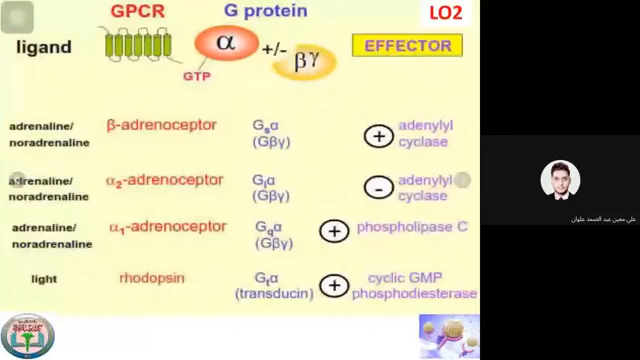 GPCR
G protein
LO2
ligand
α
+/-
βγ
GTP
EFFECTOR
adrenaline/
noradrenaline
β-adrenoceptor
Gsα
(Gβγ)
+
adenylyl
cyclase
adrenaline/
noradrenaline
α2-adrenoceptor
Giα
(Gβγ)
-
adenylyl
cyclase
adrenaline/
noradrenaline
α1-adrenoceptor
Gqα
(Gβγ)
+
phospholipase C
light
rhodopsin
Gtα
(transducin)
+
cyclic GMP
phosphodiesterase
علي معين عبد الصمد علوان